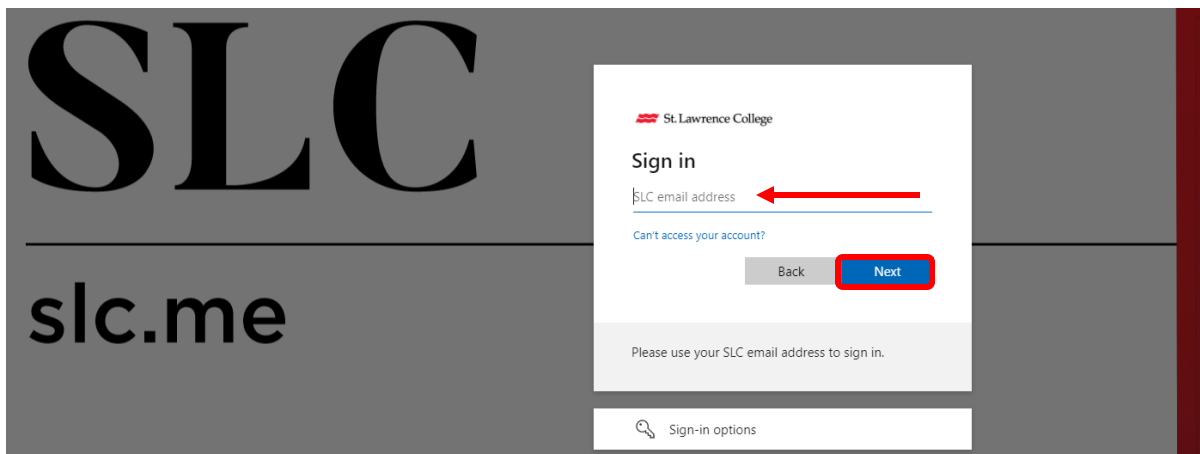 SLC
slc.me
St. Lawrence College
Sign in
SLC email address
Can't access your account?
Back Next
Please use your SLC email address to sign in.
Sign-in options